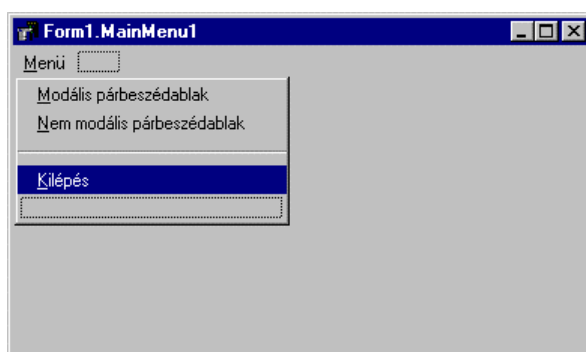 Form1.MainMenu1
Menü
Modális párbeszédablak
Nem modális párbeszédablak
Kilépés